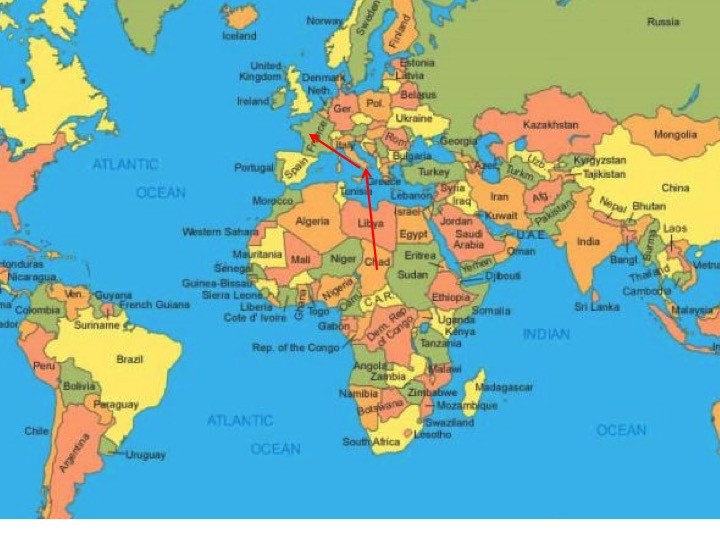 Norway
Sweden
Finland
Russia
Iceland
Estonia
Latvia
United
Kingdom
Denmark
Neth.
Belarus
Ireland
Ger.
Pol.
Ukraine
France
Kazakhstan
Mongolia
Italy
Rom.
Georgia
Bulgaria
Azer.
Uzb.
Kyrgyzstan
Tajikistan
Turkm.
ATLANTIC
OCEAN
Portugal
Spain
Greece
Turkey
China
Tunisia
Lebanon
Syria
Iraq
Iran
Afg.
Morocco
Israel
Jordan
Kuwait
Pakistan
Nepal
Bhutan
Algeria
Libya
Egypt
Saudi
Arabia
U.A.E.
Oman
India
Bangl.
Burma
Laos
Western Sahara
Mauritania
Mali
Niger
Chad
Sudan
Eritrea
Yemen
Djibouti
Thailand
Vietna
Cambodia
Senegal
Guinea-Bissau
Sierra Leone
Liberia
Cote d' Ivoire
Ghana
Togo
Nigeria
Cam.
C.A.R.
Ethiopia
Somalia
Sri Lanka
Malaysia
In
onduras
Nicaragua
ma
Ven.
Guyana
French Guiana
Colombia
Suriname
ador
Gabon
Rep. of the Congo
Dem. Rep.
of Congo
Uganda
Kenya
Tanzania
INDIAN
Peru
Brazil
Bolivia
Paraguay
Angola
Zambia
Malawi
Namibia
Botswana
Zimbabwe
Mozambique
Madagascar
Swaziland
Lesotho
South Africa
ATLANTIC
OCEAN
OCEAN
Chile
Argentina
Uruguay